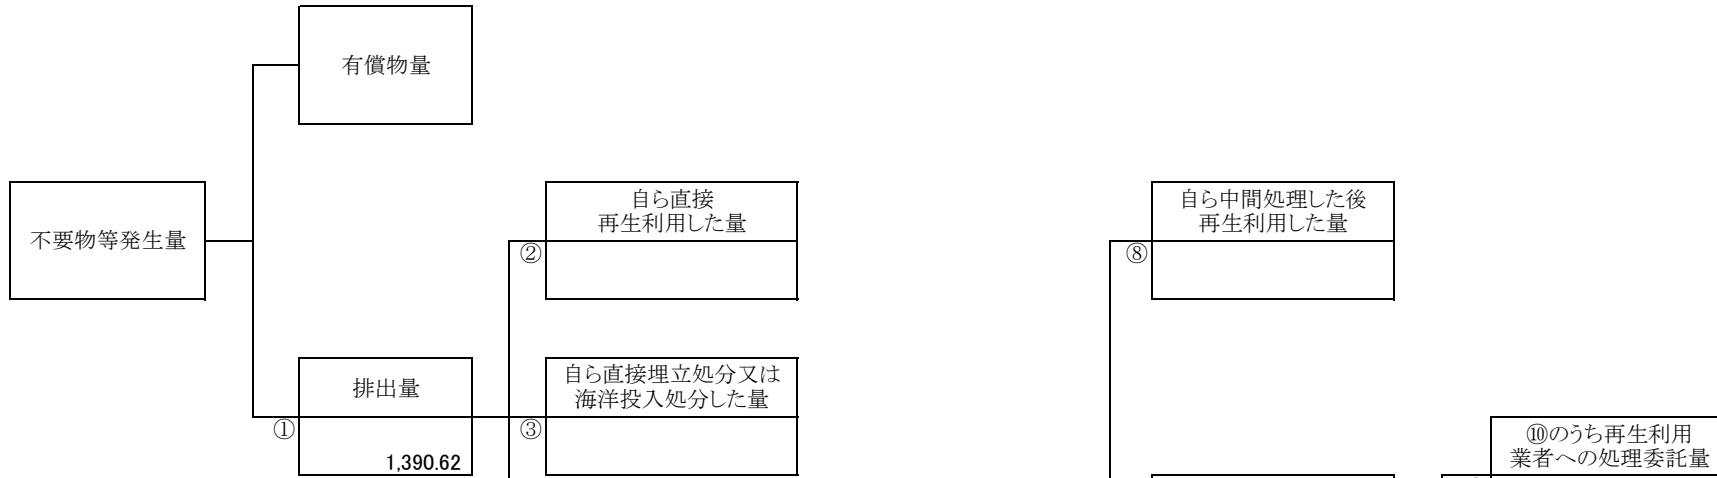 有償物量
不要物等発生量
自ら直接
再生利用した量
②
自ら中間処理した後
再生利用した量
⑧
排出量
①
1,390.62
自ら直接埋立処分又は
海洋投入処分した量
③
⑩のうち再生利用
業者への処理委託量